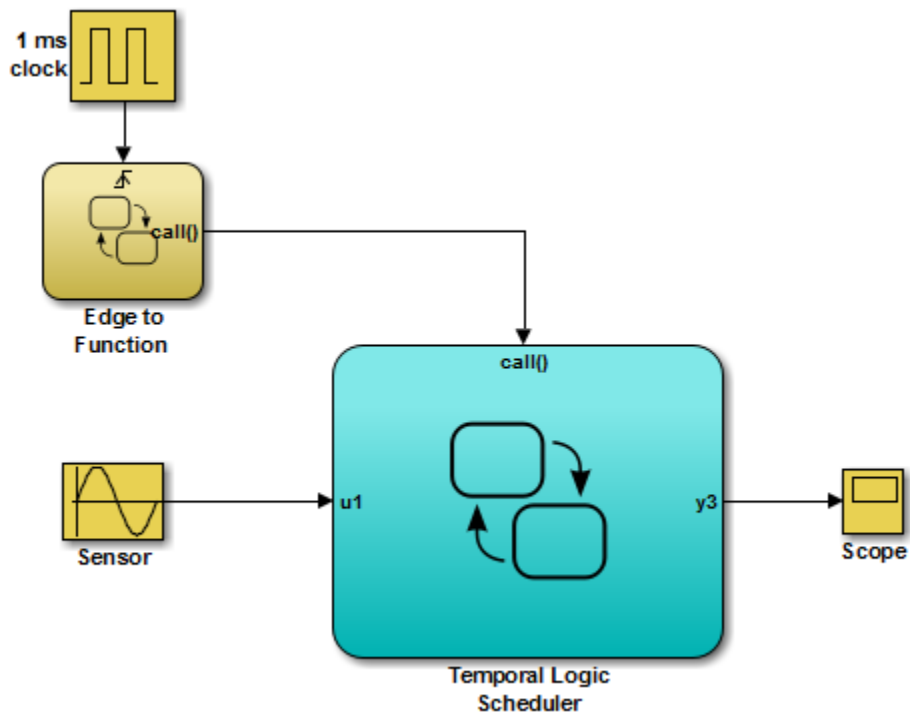 1 ms
clock
call()
Edge to
Function
call()
u1
y3
Sensor
Scope
Temporal Logic
Scheduler